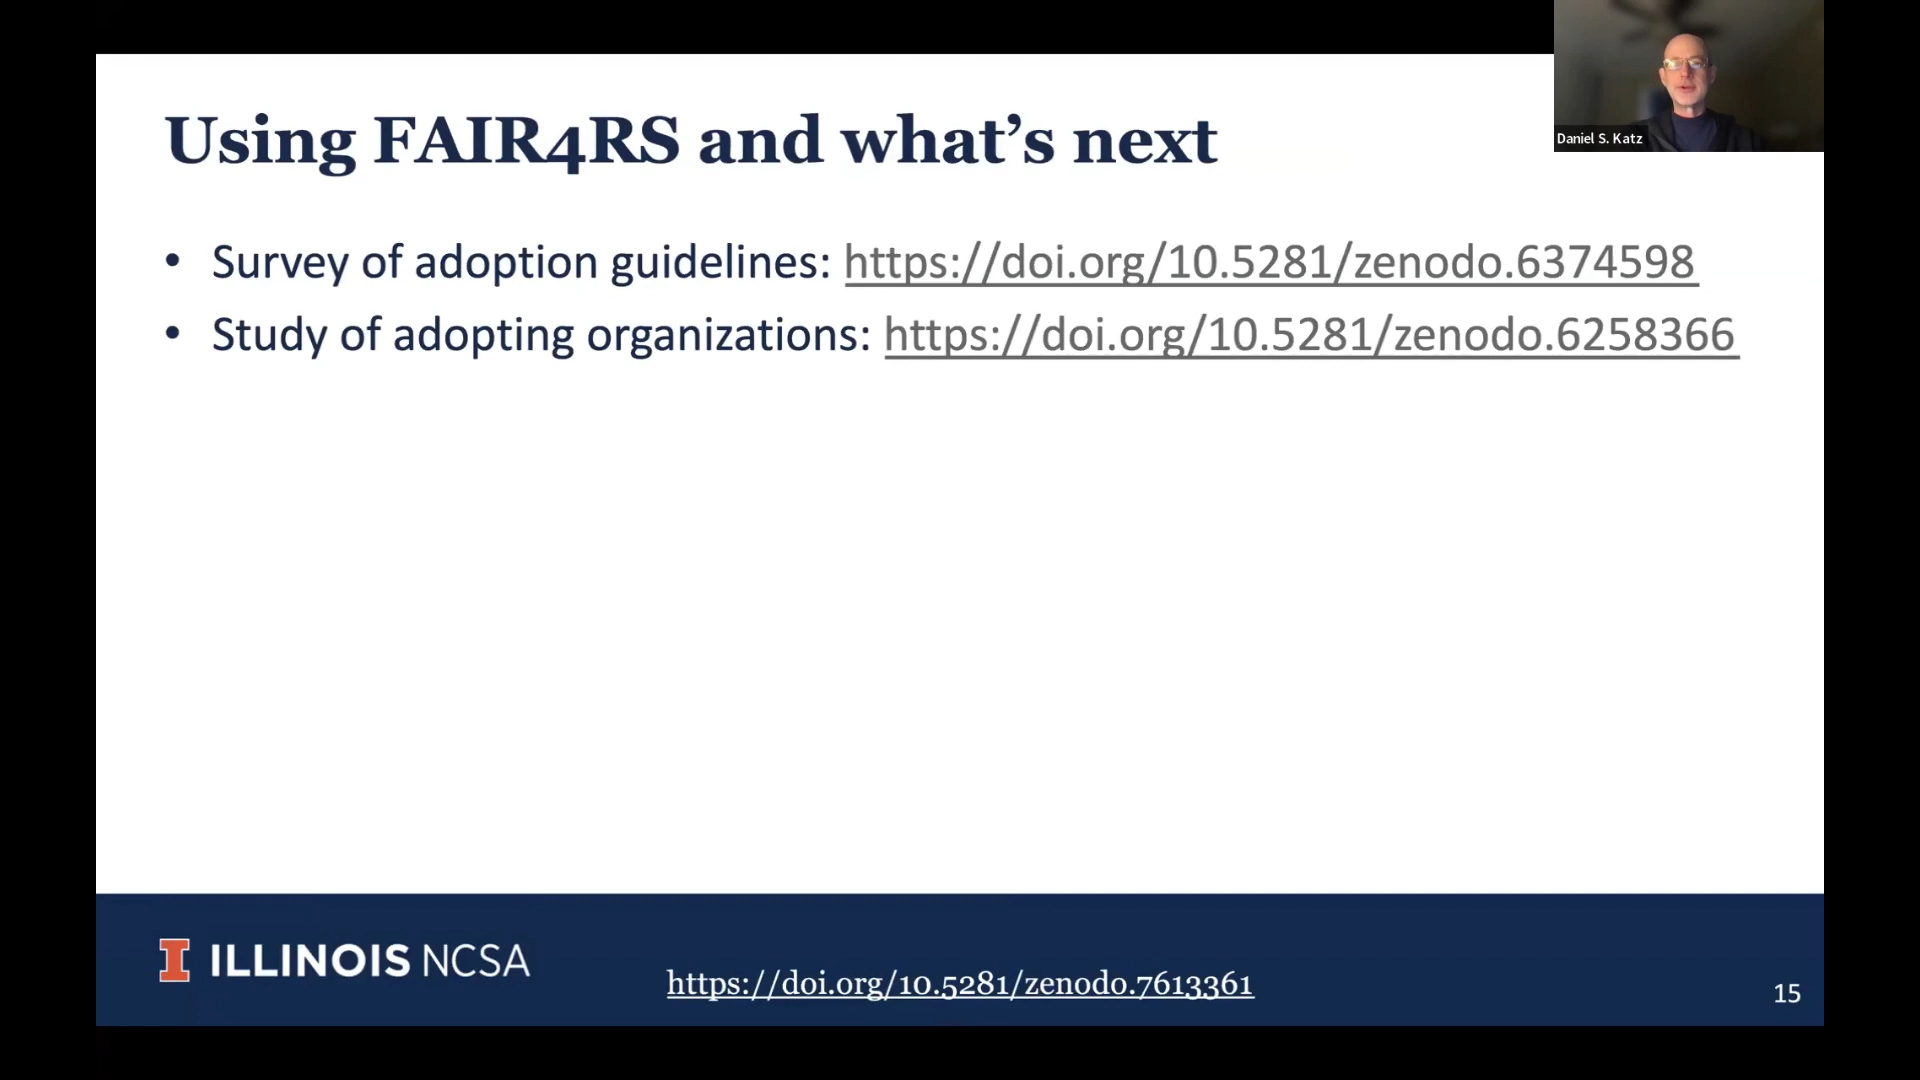 Daniel S. Katz
Using FAIR4RS and what's next
• Survey of adoption guidelines: https://doi.org/10.5281/zenodo.6374598
• Study of adopting organizations: https://doi.org/10.5281/zenodo.6258366
I ILLINOIS NCSA
https://doi.org/10.5281/zenodo.7613361
15